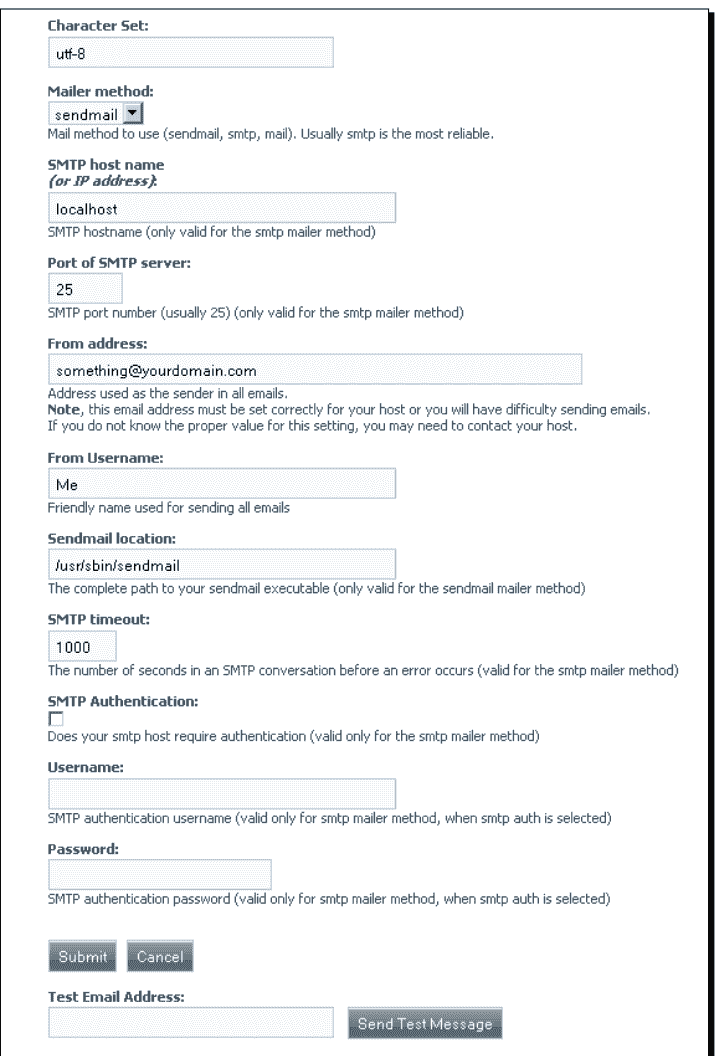 Character Set:
utf-8
Mailer method:
sendmail
Mail method to use (sendmail, smtp, mail). Usually smtp is the most reliable.
SMTP host name
(or IP address):
localhost
SMTP hostname (only valid for the smtp mailer method)
Port of SMTP server:
25
SMTP port number (usually 25) (only valid for the smtp mailer method)
From address:
something@yourdomain.com
Address used as the sender in all emails.
Note, this email address must be set correctly for your host or you will have difficulty sending emails.
If you do not know the proper value for this setting, you may need to contact your host.
From Username:
Me
Friendly name used for sending all emails
Sendmail location:
/usr/sbin/sendmail
The complete path to your sendmail executable (only valid for the sendmail mailer method)
SMTP timeout:
1000
The number of seconds in an SMTP conversation before an error occurs (valid for the smtp mailer method)
SMTP Authentication:
Does your smtp host require authentication (valid only for the smtp mailer method)
Username:
SMTP authentication username (valid only for smtp mailer method, when smtp auth is selected)
Password:
SMTP authentication password (valid only for smtp mailer method, when smtp auth is selected)
Submit Cancel
Test Email Address:
Send Test Message